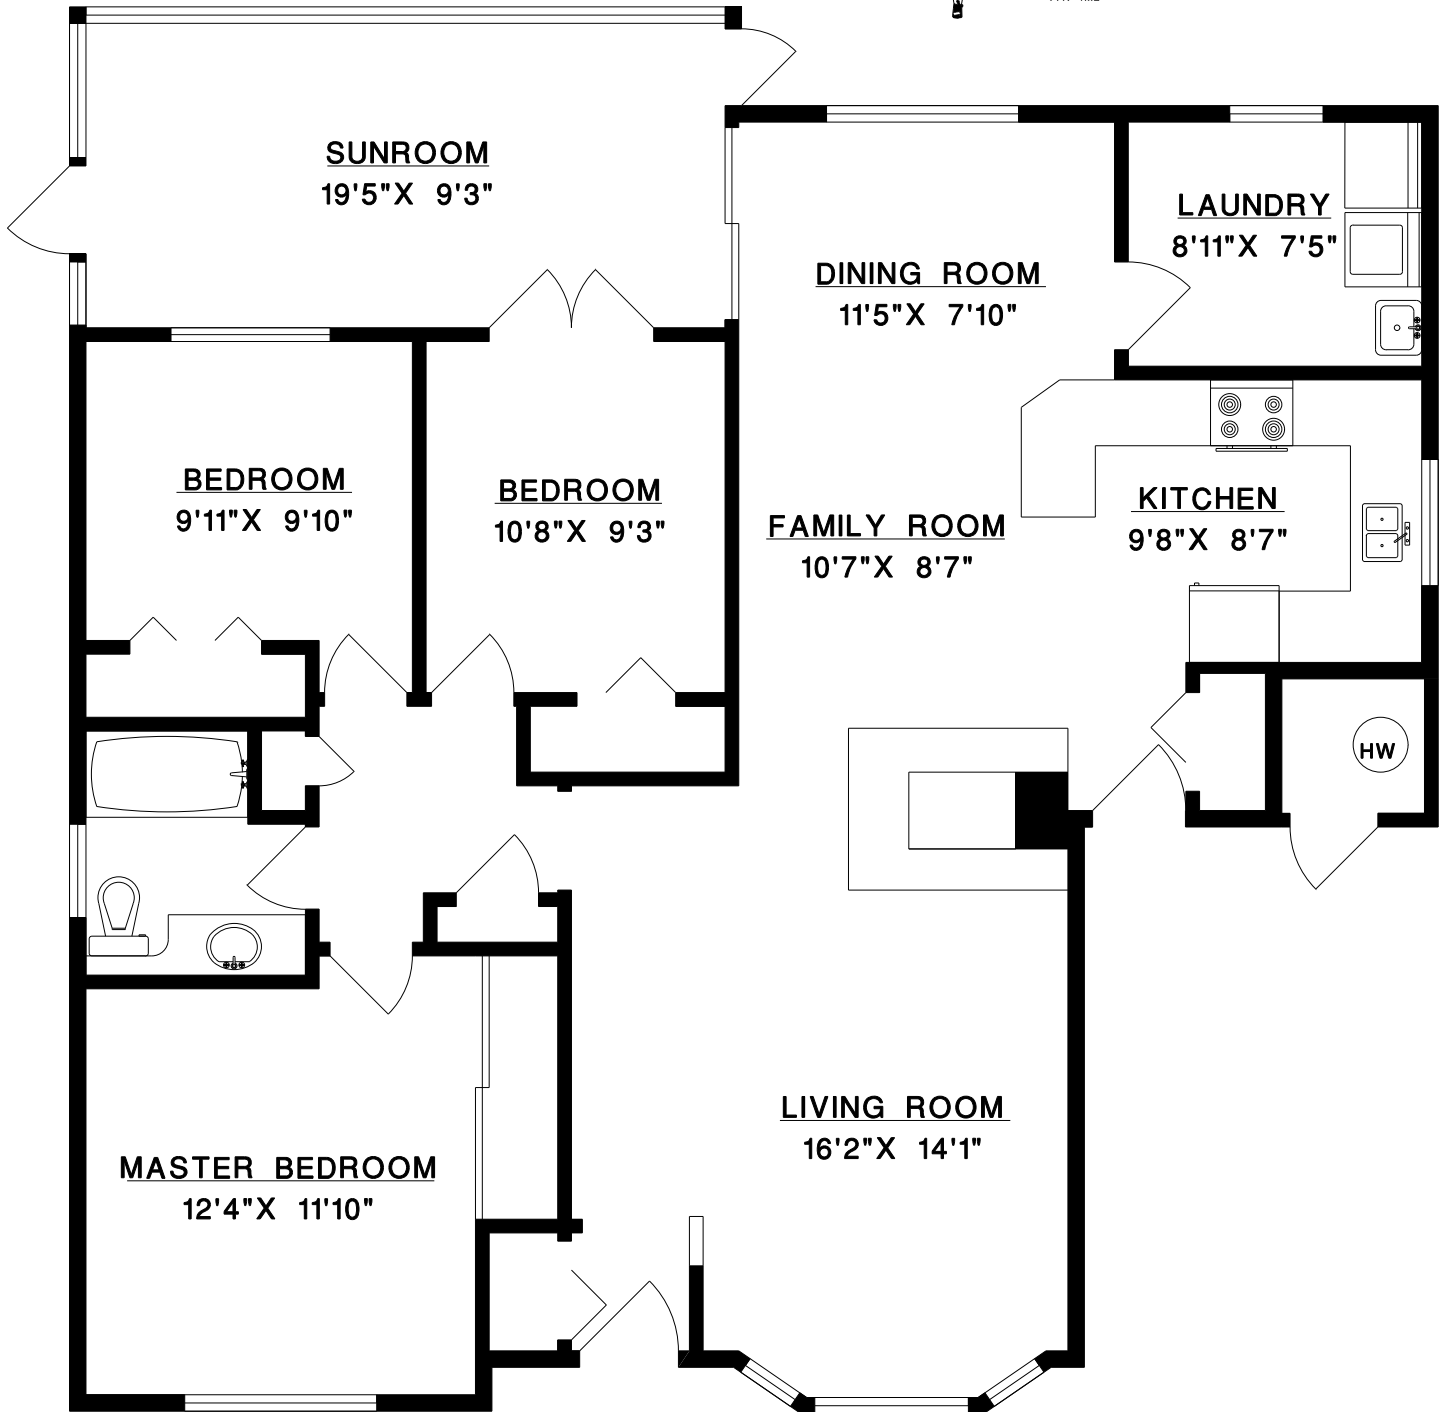 SUNROOM
19'5"X 9'3"
LAUNDRY
8'11"X 7'5"
DINING ROOM
11'5"X 7'10"
BEDROOM
9'11"X 9'10"
BEDROOM
10'8"X 9'3"
FAMILY ROOM
10'7"X 8'7"
KITCHEN
9'8"X 8'7"
HW
LIVING ROOM
16'2"X 14'1"
MASTER BEDROOM
12'4"X 11'10"